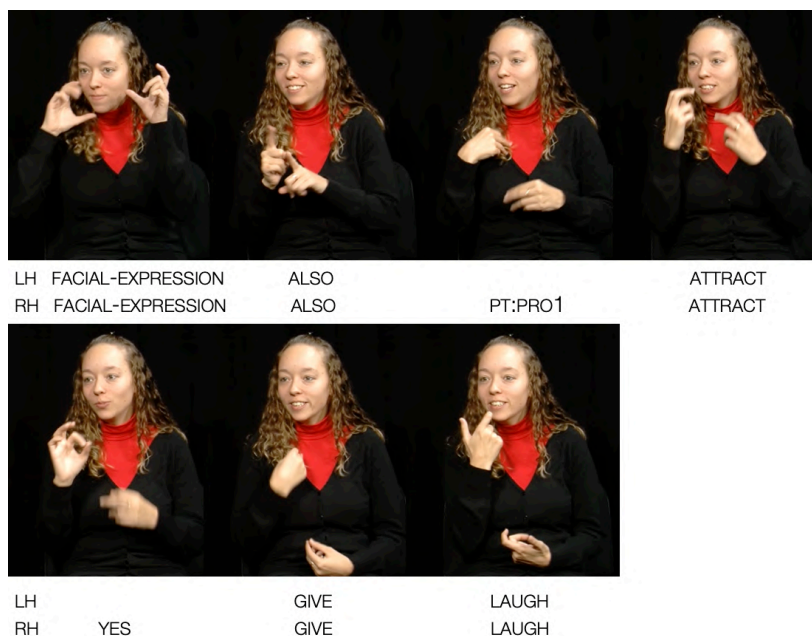 LH FACIAL-EXPRESSION ALSO ATTRACT
RH FACIAL-EXPRESSION ALSO PT:PRO1 ATTRACT
LH GIVE LAUGH
RH YES GIVE LAUGH